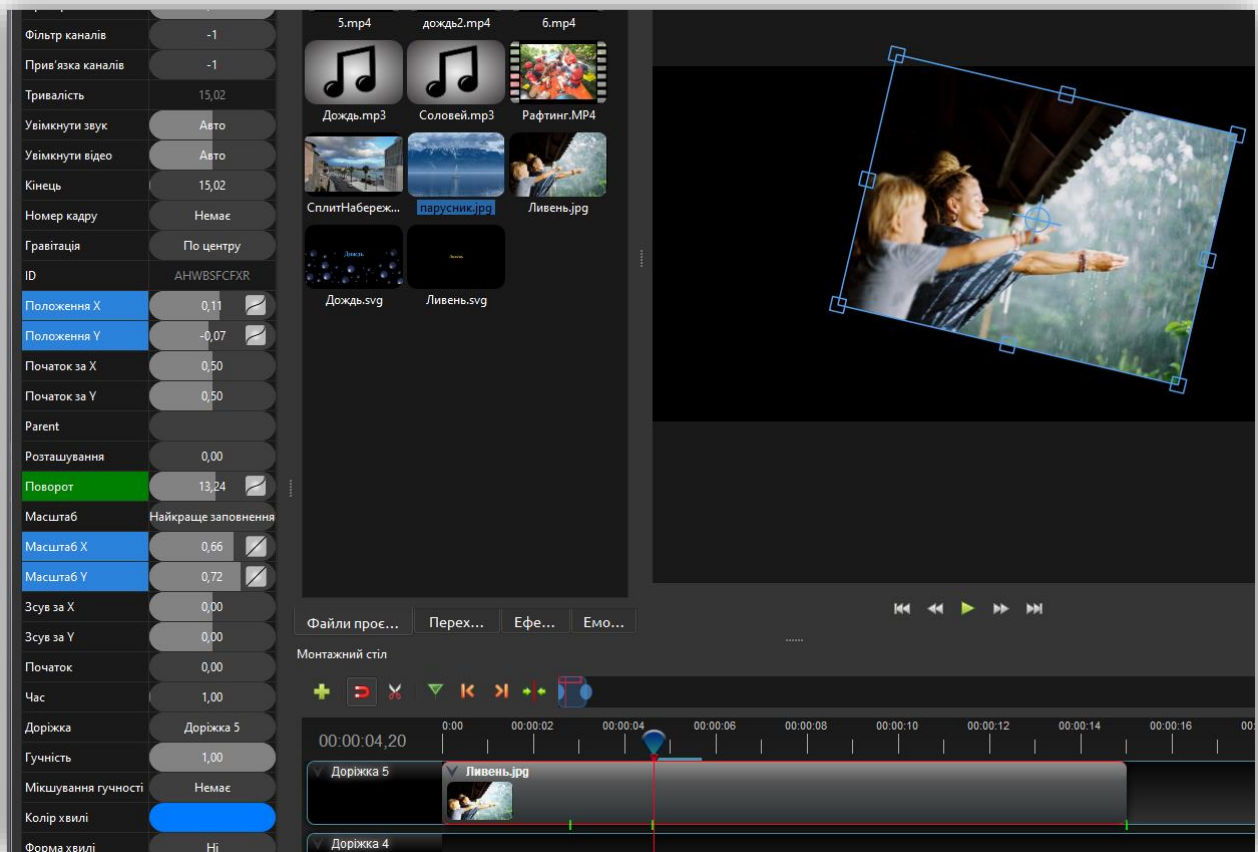 Фільтр каналів -1
Прив'язка каналів -1
Тривалість 15,02
Увімкнути звук Авто
Увімкнути відео Авто
Кінець 15,02
Номер кадру Немає
Гравітація По центру
ID AHWBSFCFXR
Положення X 0,11
Положення Y -0,07
Початок за X 0,50
Початок за Y 0,50
Parent
Розташування 0,00
Поворот 13,24
Масштаб Найкраще заповнення
Масштаб X 0,66
Масштаб Y 0,72
Зсув за X 0,00
Зсув за Y 0,00
Початок 0,00
Час 1,00
Доріжка Доріжка 5
Гучність 1,00
Мікшування гучності Немає
Колір хвилі
Форма хвилі Ні
5.mp4 дождь2.mp4 6.mp4
Дождь.mp3 Соловей.mp3 Рафтинг.MP4
СплитНабереж... парусник.jpg Ливень.jpg
Дождь
Ливень
Дождь.svg Ливень.svg
Файли проє... Перех... Ефе... Емо...
Монтажний стіл
00:00:04,20
0:00 00:00:02 00:00:04 00:00:06 00:00:08 00:00:10 00:00:12 00:00:14 00:00:16 00:
Доріжка 5 Ливень.jpg
Доріжка 4